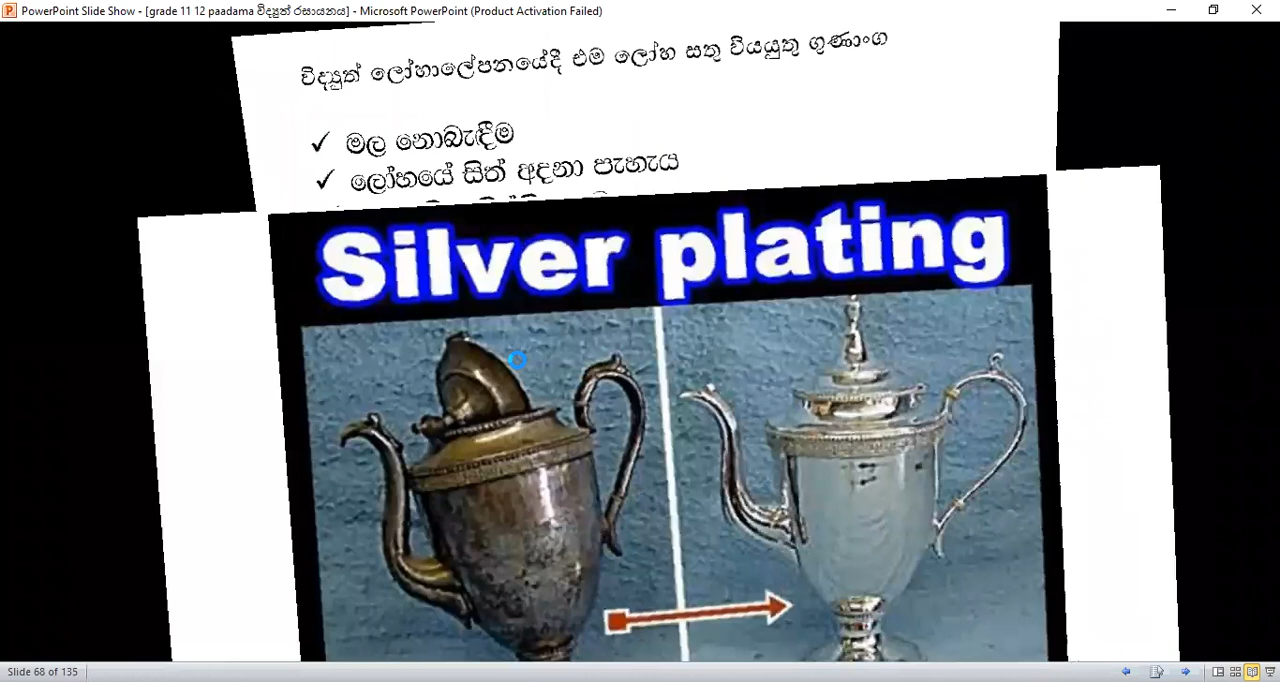 PowerPoint Slide Show - [grade 11 12 paadama විද්‍යුත් රසායනය] - Microsoft PowerPoint (Product Activation Failed)
විද්‍යුත් ලෝහාලේපනයේදී එම ලෝහ සතු වියයුතු ගුණාංග
✓ මල නොබැඳීම
✓ ලෝහයේ සිත් අදනා පැහැය
Silver plating
Slide 68 of 135